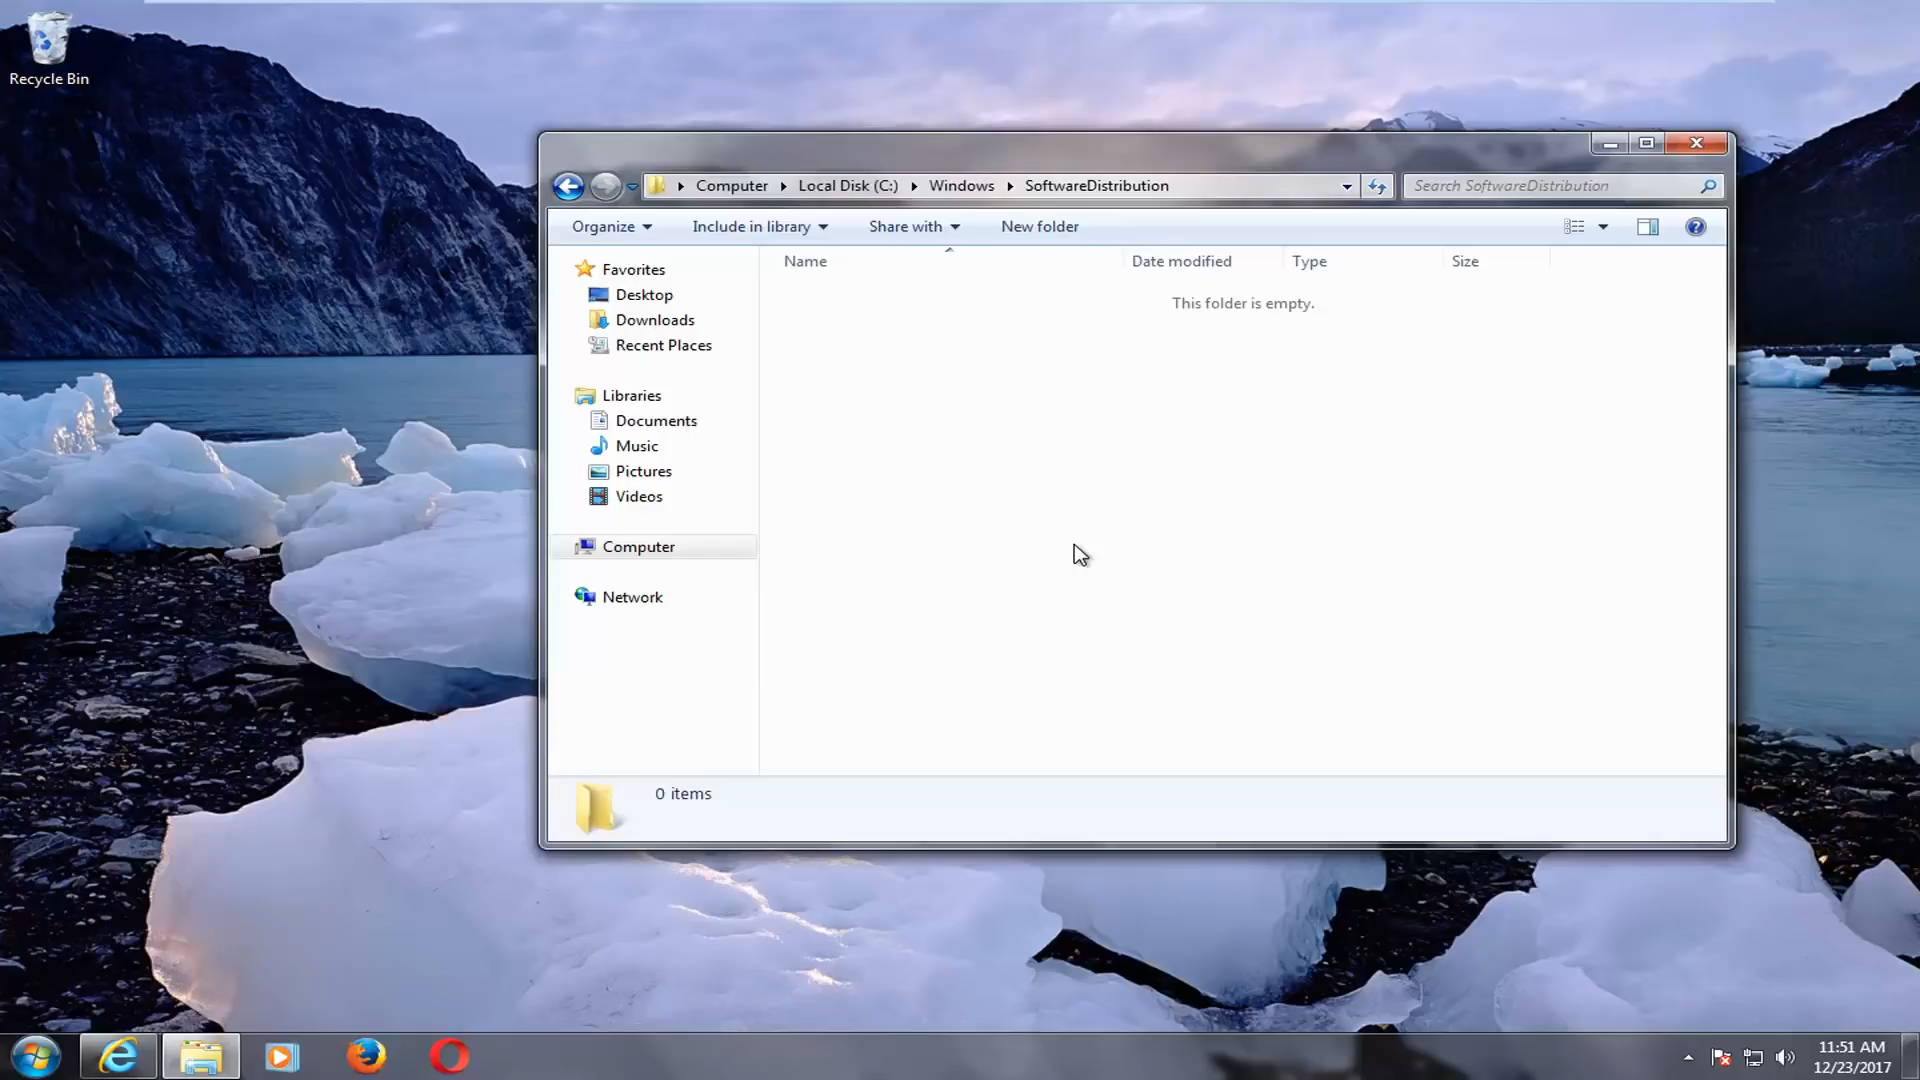 Recycle Bin
Computer
Local Disk (C:)
Windows
SoftwareDistribution
Search SoftwareDistribution
Organize
Include in library
Share with
New folder
Name
Date modified
Type
Size
This folder is empty.
Favorites
Desktop
Downloads
Recent Places
Libraries
Documents
Music
Pictures
Videos
Computer
Network
0 items
11:51 AM
12/23/2017